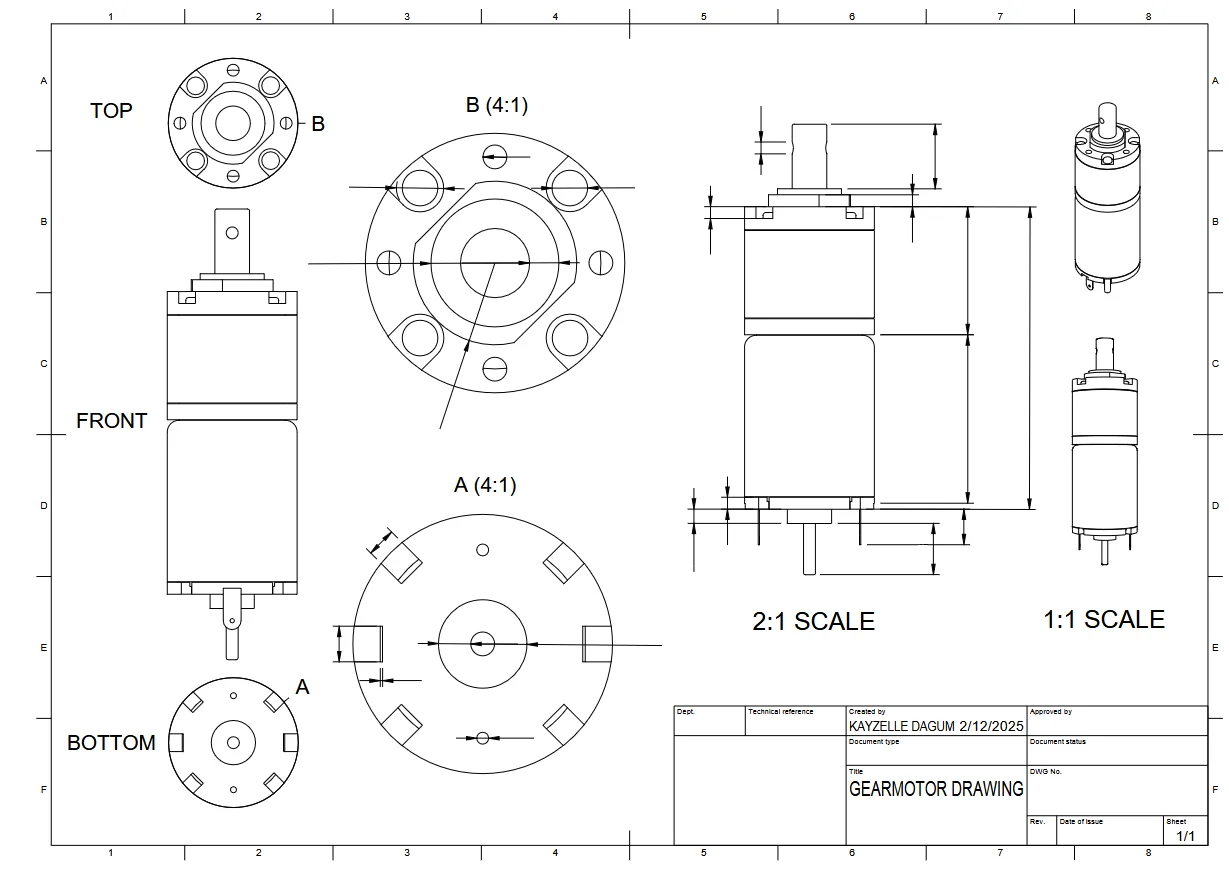 1 2 3 4 5 6 7 8
A A
TOP
B
B (4:1)
B B
C C
FRONT
A (4:1)
D D
2:1 SCALE
1:1 SCALE
E E
A
BOTTOM
Dept.
Technical reference
Created by
KAYZELLE DAGUM 2/12/2025
Approved by
Document type
Document status
Title
GEARMOTOR DRAWING
DWG No.
F F
Rev.
Date of issue
Sheet
1/1
1 2 3 4 5 6 7 8